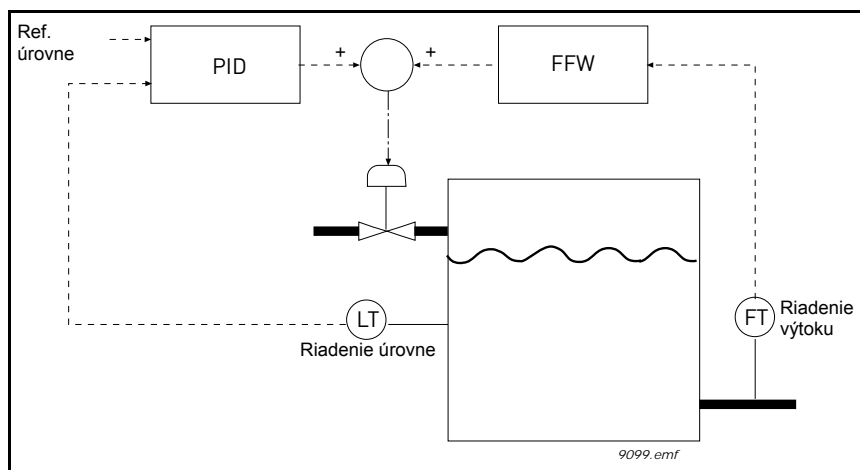 Ref.
úrovne
PID
+
+
FFW
LT
Riadenie úrovne
FT
Riadenie
výtoku
9099.emf